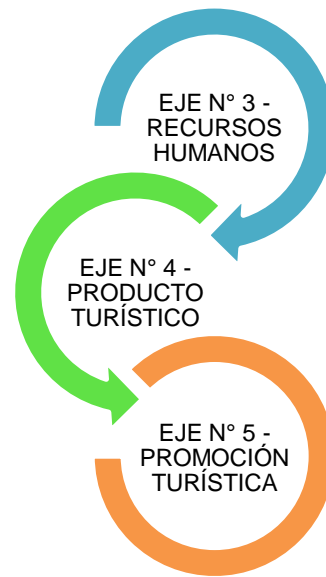 EJE N° 3 -
RECURSOS
HUMANOS
EJE N° 4 -
PRODUCTO
TURÍSTICO
EJE N° 5 -
PROMOCIÓN
TURÍSTICA